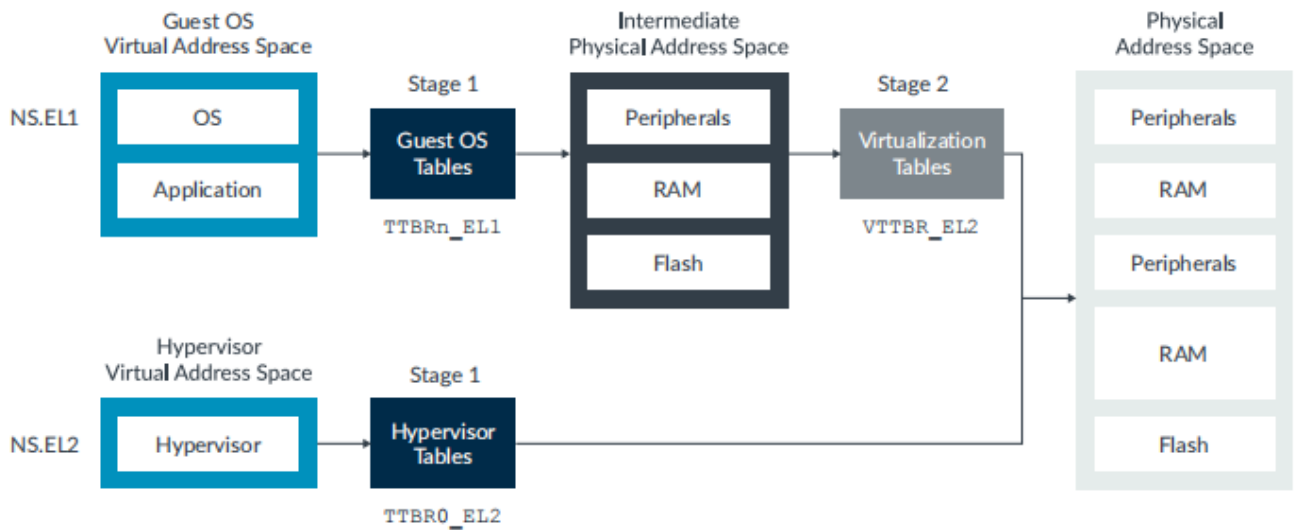 Guest OS
Virtual Address Space
Intermediate
Physical Address Space
Physical
Address Space
NS.EL1
OS
Application
Stage 1
Guest OS
Tables
TTBRn_EL1
Peripherals
RAM
Flash
Stage 2
Virtualization
Tables
VTTBR_EL2
Peripherals
RAM
Peripherals
RAM
Flash
Hypervisor
Virtual Address Space
NS.EL2
Hypervisor
Stage 1
Hypervisor
Tables
TTBR0_EL2